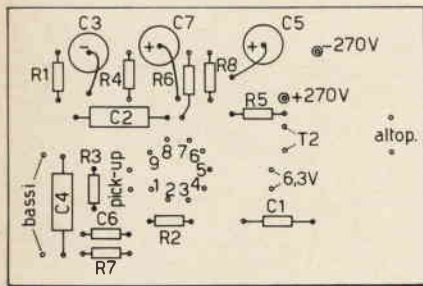 C3
C7
C5
-
+
+
-270V
R1
R4
R6
R8
C2
R5
+270V
T2
altop.
bassi
C4
R3
pick-up
9
8
7
6
5
1
2
3
4
6,3V
C6
R2
C1
R7